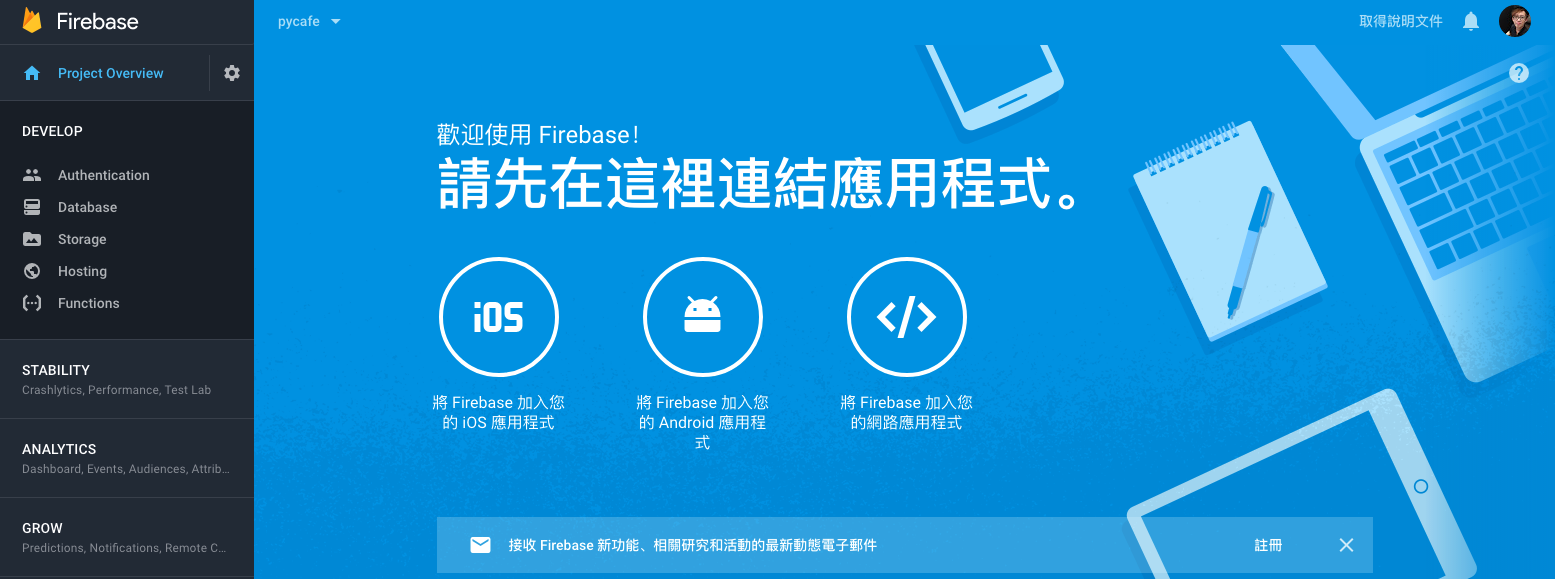 Firebase
pycafe
取得說明文件
Project Overview
DEVELOP
Authentication
Database
Storage
Hosting
Functions
STABILITY
Crashlytics, Performance, Test Lab
ANALYTICS
Dashboard, Events, Audiences, Attrib...
GROW
Predictions, Notifications, Remote C...
歡迎使用 Firebase！
請先在這裡連結應用程式。
iOS
將 Firebase 加入您
的 iOS 應用程式
將 Firebase 加入您
的 Android 應用程
式
將 Firebase 加入您
的網路應用程式
接收 Firebase 新功能、相關研究和活動的最新動態電子郵件
註冊